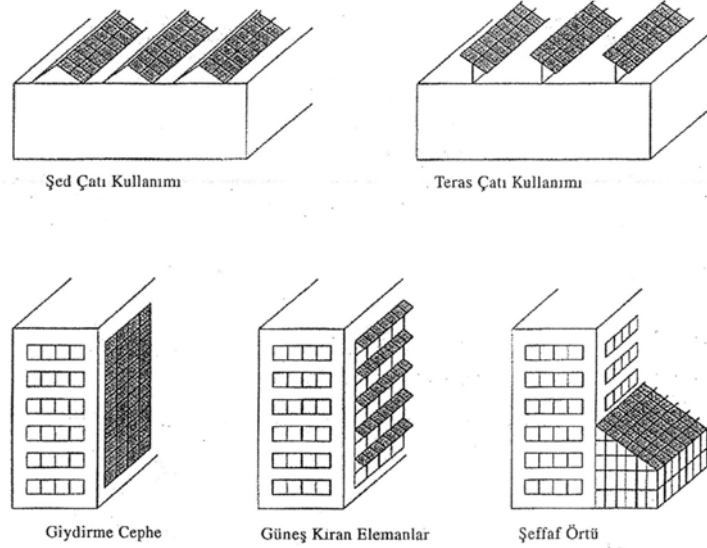 Şed Çatı Kullanımı
Teras Çatı Kullanımı
Giydirme Cephe
Güneş Kıran Elemanlar
Şeffaf Örtü